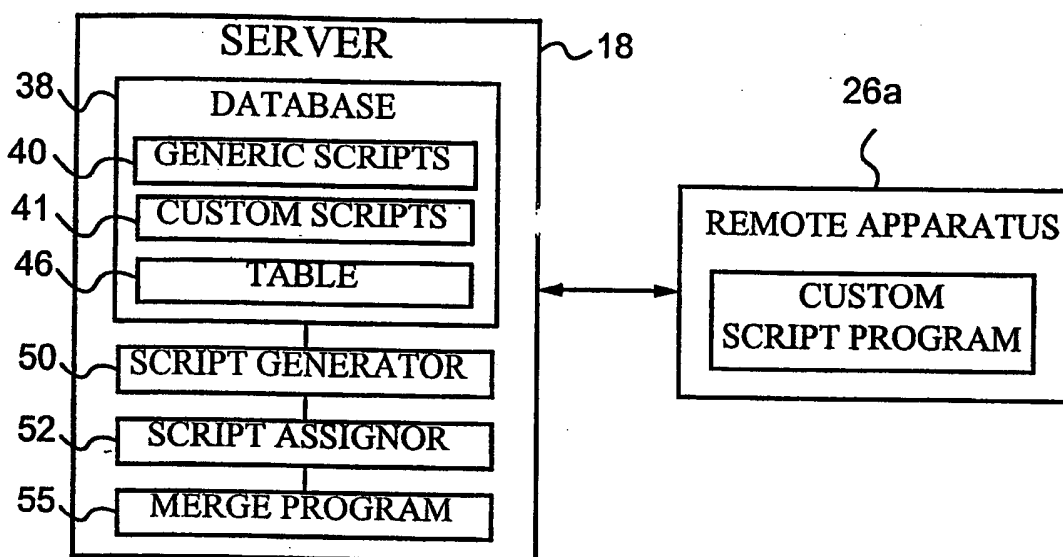 SERVER
18
38
DATABASE
26a
40
GENERIC SCRIPTS
41
CUSTOM SCRIPTS
REMOTE APPARATUS
46
TABLE
CUSTOM
SCRIPT PROGRAM
50
SCRIPT GENERATOR
52
SCRIPT ASSIGNOR
55
MERGE PROGRAM